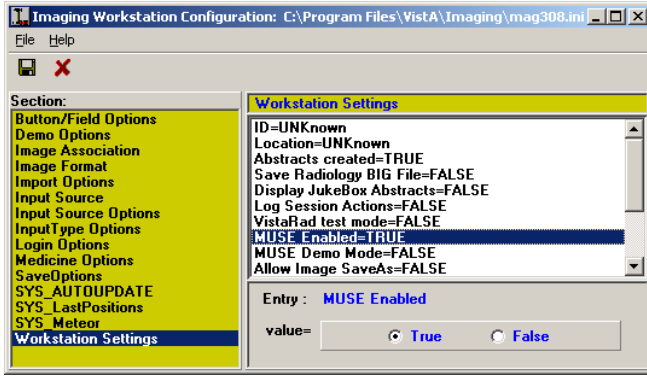 Imaging Workstation Configuration: C:\Program Files\VistA\Imaging\mag308.ini
File Help
Section:
Button/Field Options
Demo Options
Image Association
Image Format
Import Options
Input Source
Input Source Options
InputType Options
Login Options
Medicine Options
SaveOptions
SYS_AUTOUPDATE
SYS_LastPositions
SYS_Meteor
Workstation Settings
Workstation Settings
ID=UNKnown
Location=UNKnown
Abstracts created=TRUE
Save Radiology BIG File=FALSE
Display JukeBox Abstracts=FALSE
Log Session Actions=FALSE
VistaRad test mode=FALSE
MUSE Enabled=TRUE
MUSE Demo Mode=FALSE
Allow Image SaveAs=FALSE
Entry : MUSE Enabled
value= True False